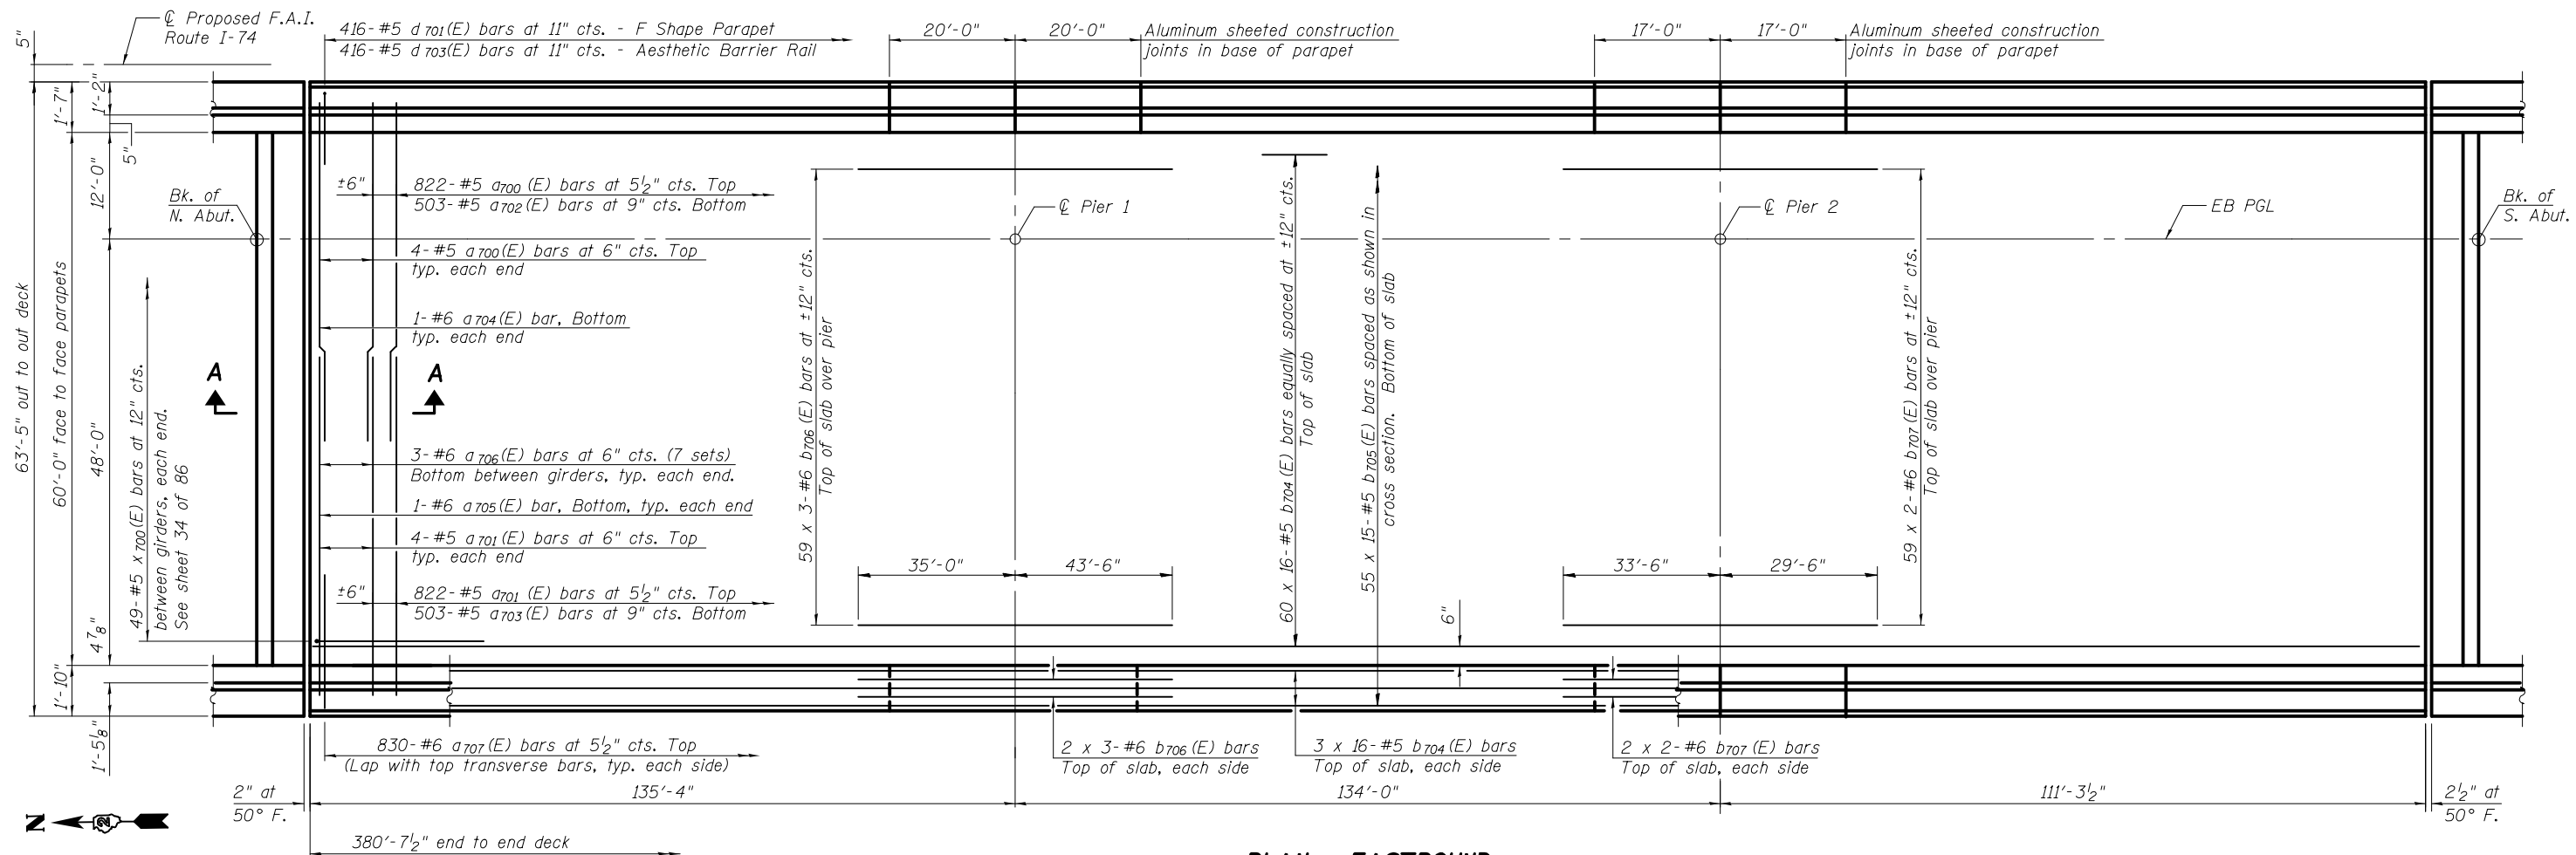 ℄ Proposed F.A.I.
Route I-74
416-#5 d701(E) bars at 11" cts. - F Shape Parapet
416-#5 d703(E) bars at 11" cts. - Aesthetic Barrier Rail
20'-0"
20'-0"
Aluminum sheeted construction
joints in base of parapet
17'-0"
17'-0"
Aluminum sheeted construction
joints in base of parapet
5"
1'-7"
1'-2"
5"
12'-0"
63'-5" out to out deck
60'-0" face to face parapets
48'-0"
4 7/8"
1'-10"
1'-5 1/8"
Bk. of
N. Abut.
49-#5 x700(E) bars at 12" cts.
between girders, each end.
See sheet 34 of 86
A
A
±6"
822-#5 a700 (E) bars at 5 1/2" cts. Top
503-#5 a702(E) bars at 9" cts. Bottom
4-#5 a700(E) bars at 6" cts. Top
typ. each end
1-#6 a704(E) bar, Bottom
typ. each end
3-#6 a706(E) bars at 6" cts. (7 sets)
Bottom between girders, typ. each end.
1-#6 a705(E) bar, Bottom, typ. each end
4-#5 a701(E) bars at 6" cts. Top
typ. each end
±6"
822-#5 a701 (E) bars at 5 1/2" cts. Top
503-#5 a703(E) bars at 9" cts. Bottom
59 x 3-#6 b706(E) bars at ±12" cts.
Top of slab over pier
℄ Pier 1
35'-0"
43'-6"
60 x 16-#5 b704(E) bars equally spaced at ±12" cts.
Top of slab
55 x 15-#5 b705(E) bars spaced as shown in
cross section. Bottom of slab
6"
℄ Pier 2
33'-6"
29'-6"
59 x 2-#6 b707(E) bars at ±12" cts.
Top of slab over pier
EB PGL
Bk. of
S. Abut.
830-#6 a707(E) bars at 5 1/2" cts. Top
(Lap with top transverse bars, typ. each side)
2 x 3-#6 b706(E) bars
Top of slab, each side
3 x 16-#5 b704(E) bars
Top of slab, each side
2 x 2-#6 b707(E) bars
Top of slab, each side
2" at
50° F.
135'-4"
134'-0"
111'-3 1/2"
2 1/2" at
50° F.
N
380'-7 1/2" end to end deck